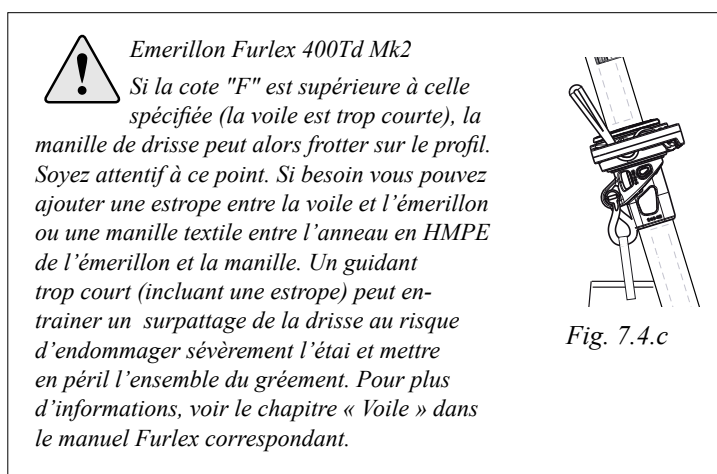 Emerillon Furlex 400Td Mk2
Si la cote "F" est supérieure à celle
spécifiée (la voile est trop courte), la
manille de drisse peut alors frotter sur le profil.
Soyez attentif à ce point. Si besoin vous pouvez
ajouter une estrope entre la voile et l’émerillon
ou une manille textile entre l’anneau en HMPE
de l’émerillon et la manille. Un guidant
trop court (incluant une estrope) peut en-
trainer un  surpattage de la drisse au risque
d’endommager sévèrement l’étai et mettre
en péril l’ensemble du gréement. Pour plus
d’informations, voir le chapitre « Voile » dans
le manuel Furlex correspondant.
Fig. 7.4.c